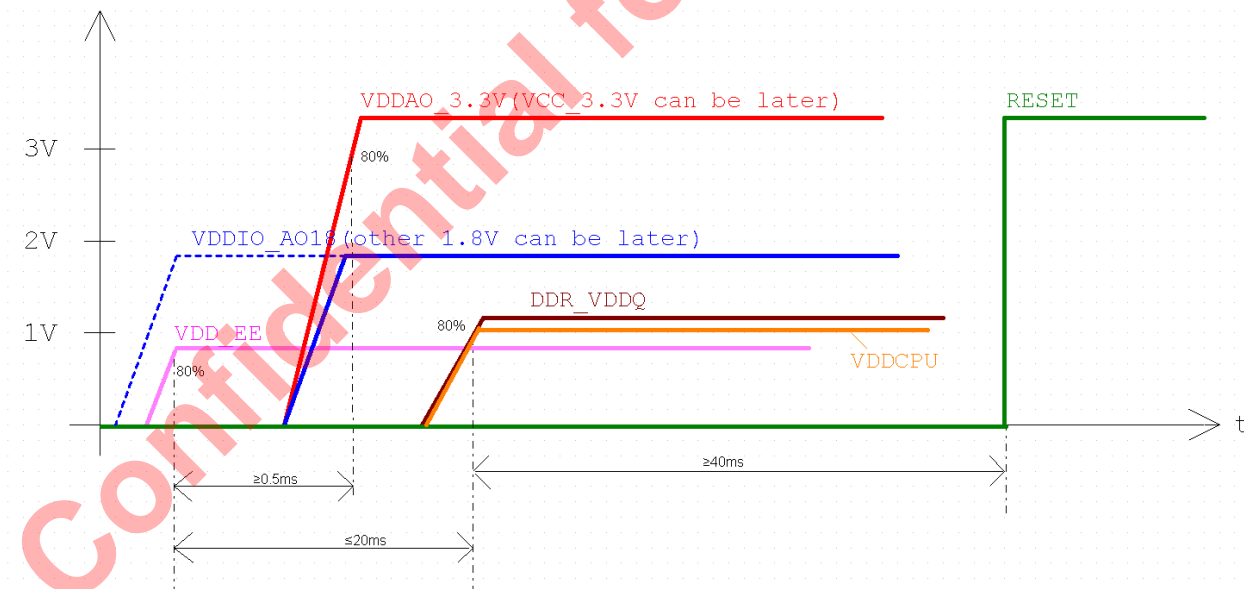 Confidential fo
VDDAO_3.3V(VCC_3.3V can be later)
RESET
3V
80%
2V
VDDIO_AO18(other 1.8V can be later)
DDR_VDDQ
1V
VDD_EE
80%
VDDCPU
80%
t
≥40ms
≥0.5ms
≤20ms